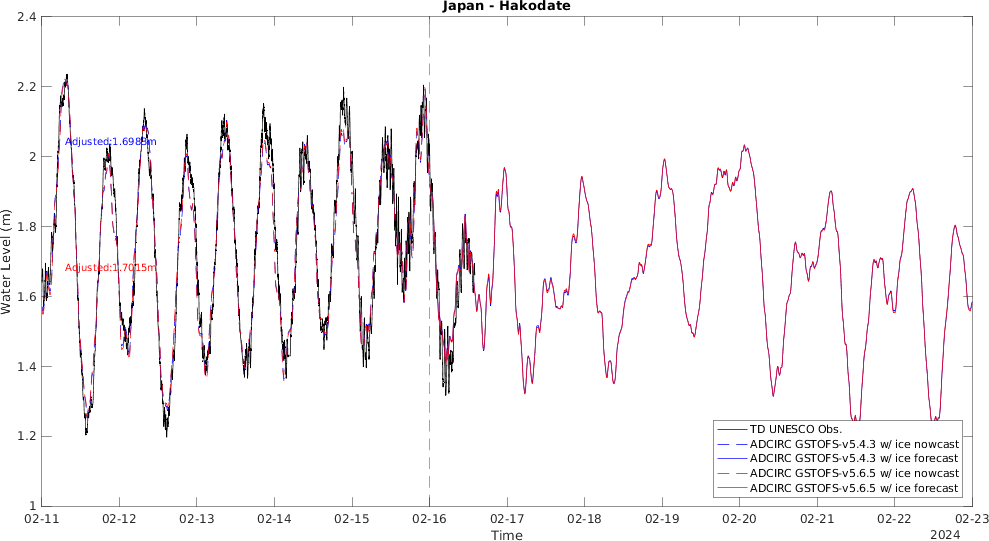 Japan - Hakodate
Water Level (m)
2.4
2.2
2
1.8
1.6
1.4
1.2
1
Adjusted:1.6983m
Adjusted:1.7015m
TD UNESCO Obs.
ADCIRC GSTOFS-v5.4.3 w/ ice nowcast
ADCIRC GSTOFS-v5.4.3 w/ ice forecast
ADCIRC GSTOFS-v5.6.5 w/ ice nowcast
ADCIRC GSTOFS-v5.6.5 w/ ice forecast
02-11 02-12 02-13 02-14 02-15 02-16 02-17 02-18 02-19 02-20 02-21 02-22 02-23
Time
2024